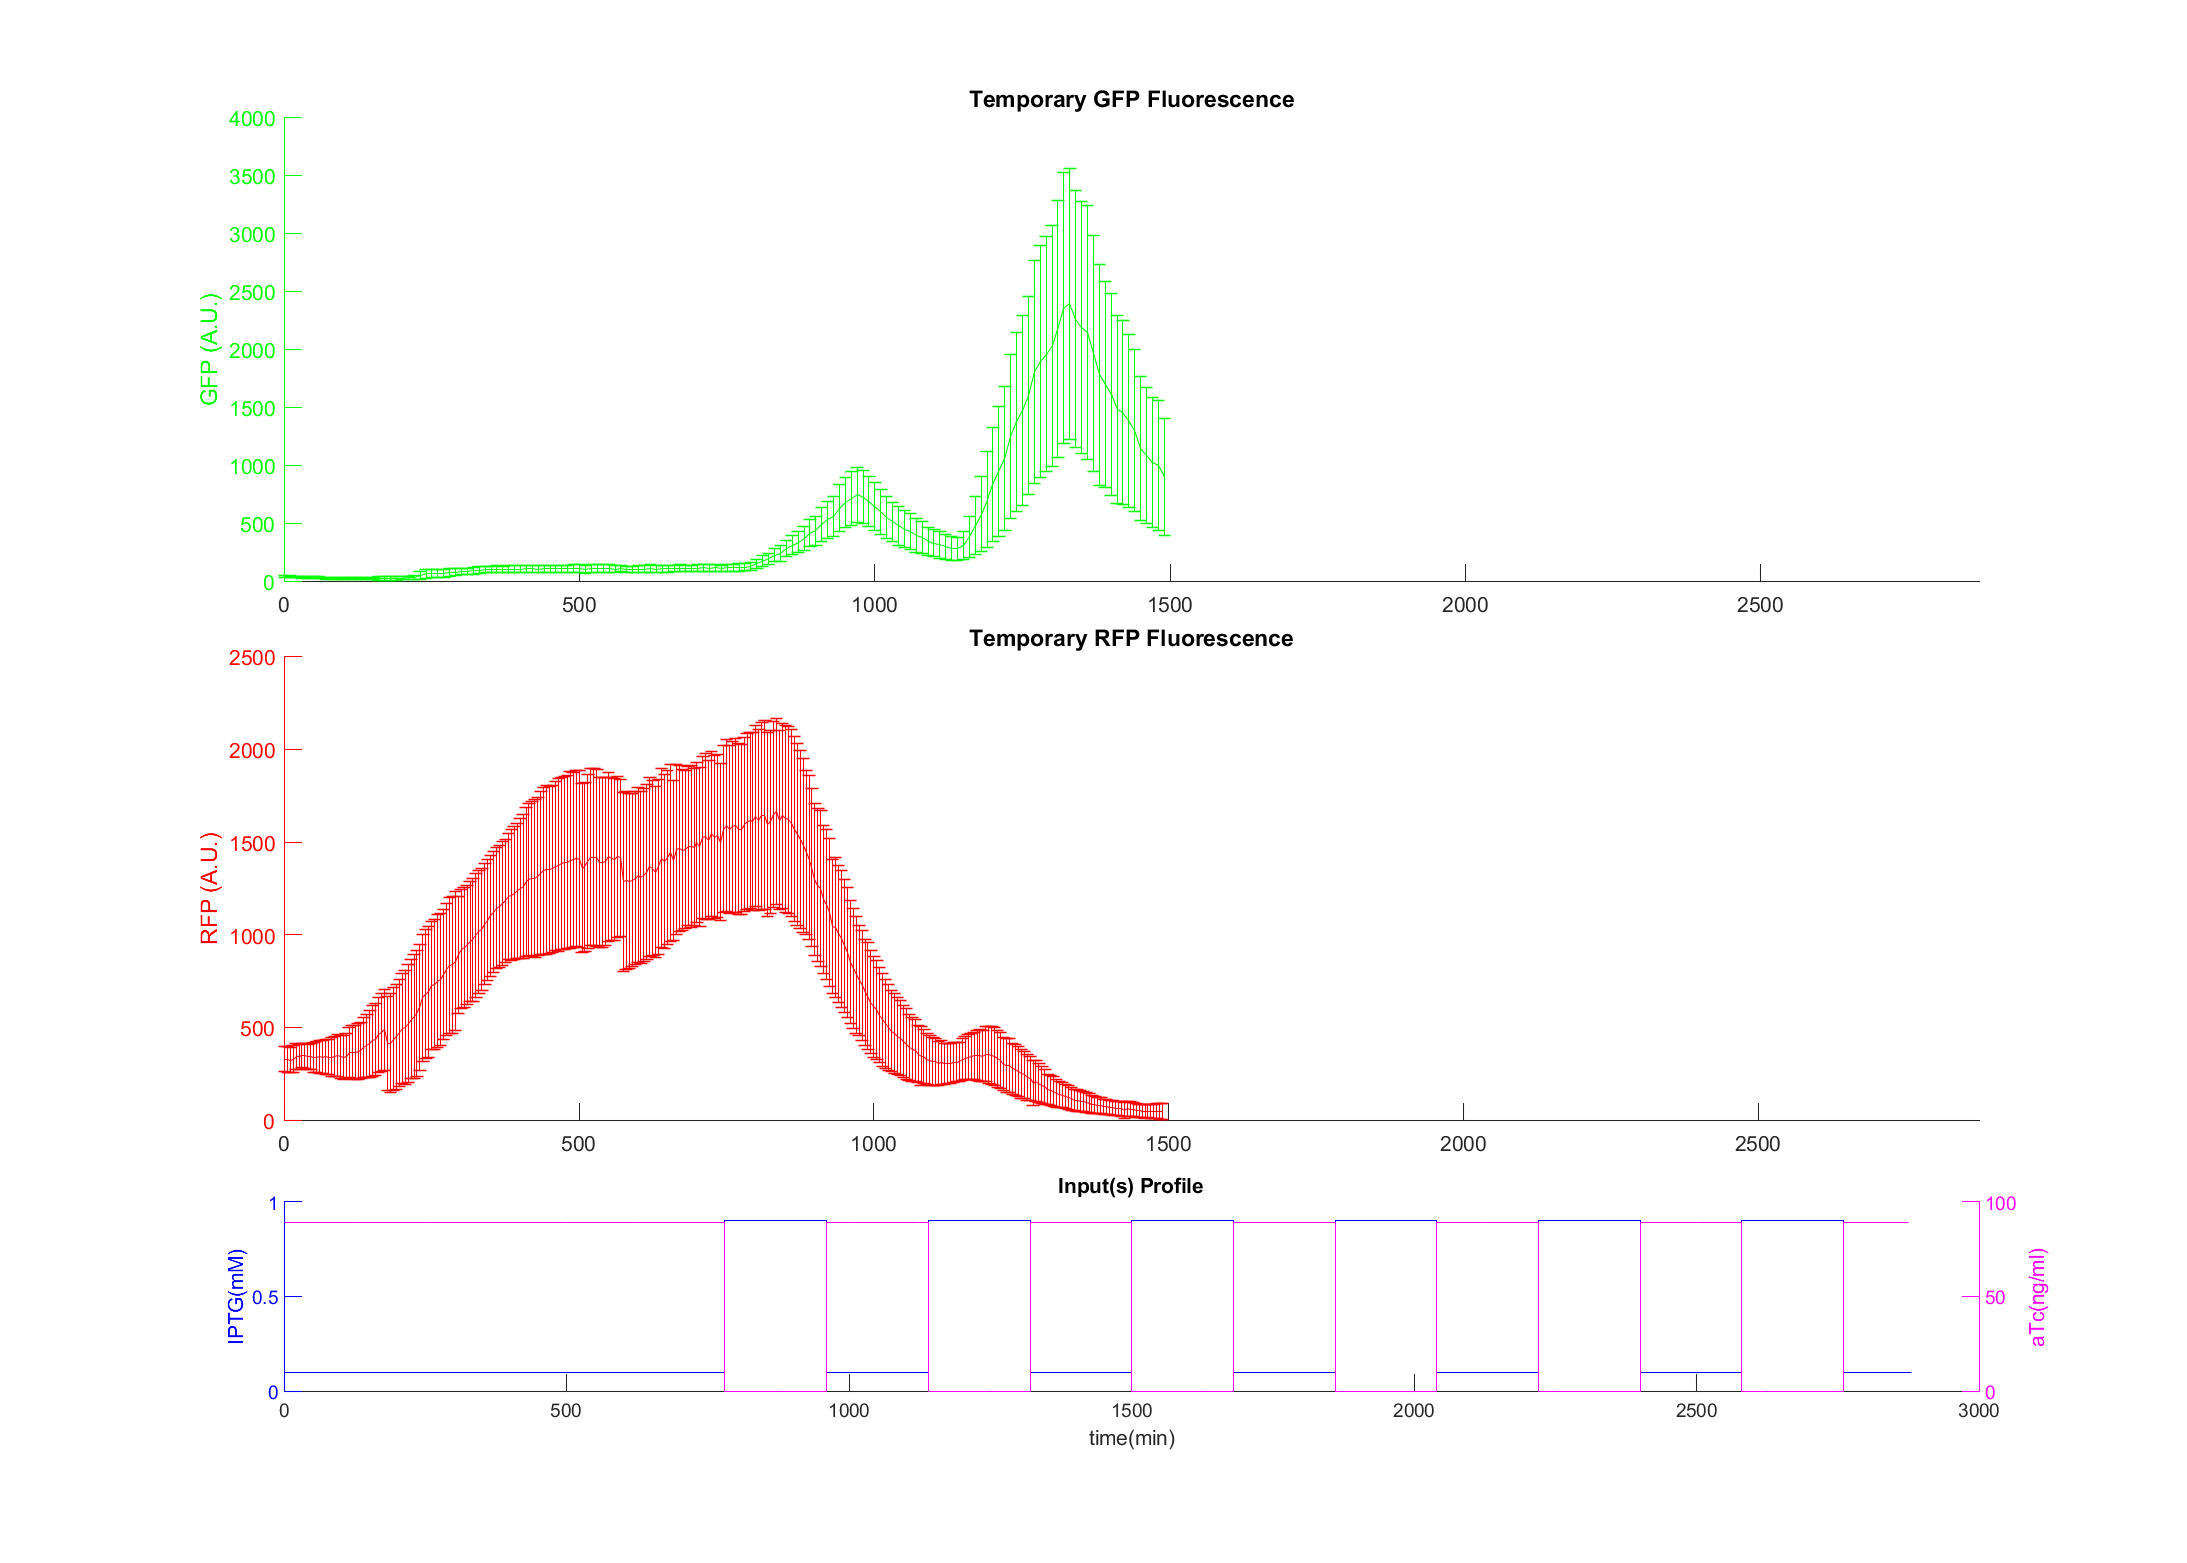 Temporary GFP Fluorescence
4000
3500
3000
2500
2000
1500
1000
500
0
GFP (A.U.)
0 500 1000 1500 2000 2500
Temporary RFP Fluorescence
2500
2000
1500
1000
500
0
RFP (A.U.)
0 500 1000 1500 2000 2500
Input(s) Profile
1
0.5
0
IPTG(mM)
100
50
0
aTc(ng/ml)
0 500 1000 1500 2000 2500 3000
time(min)